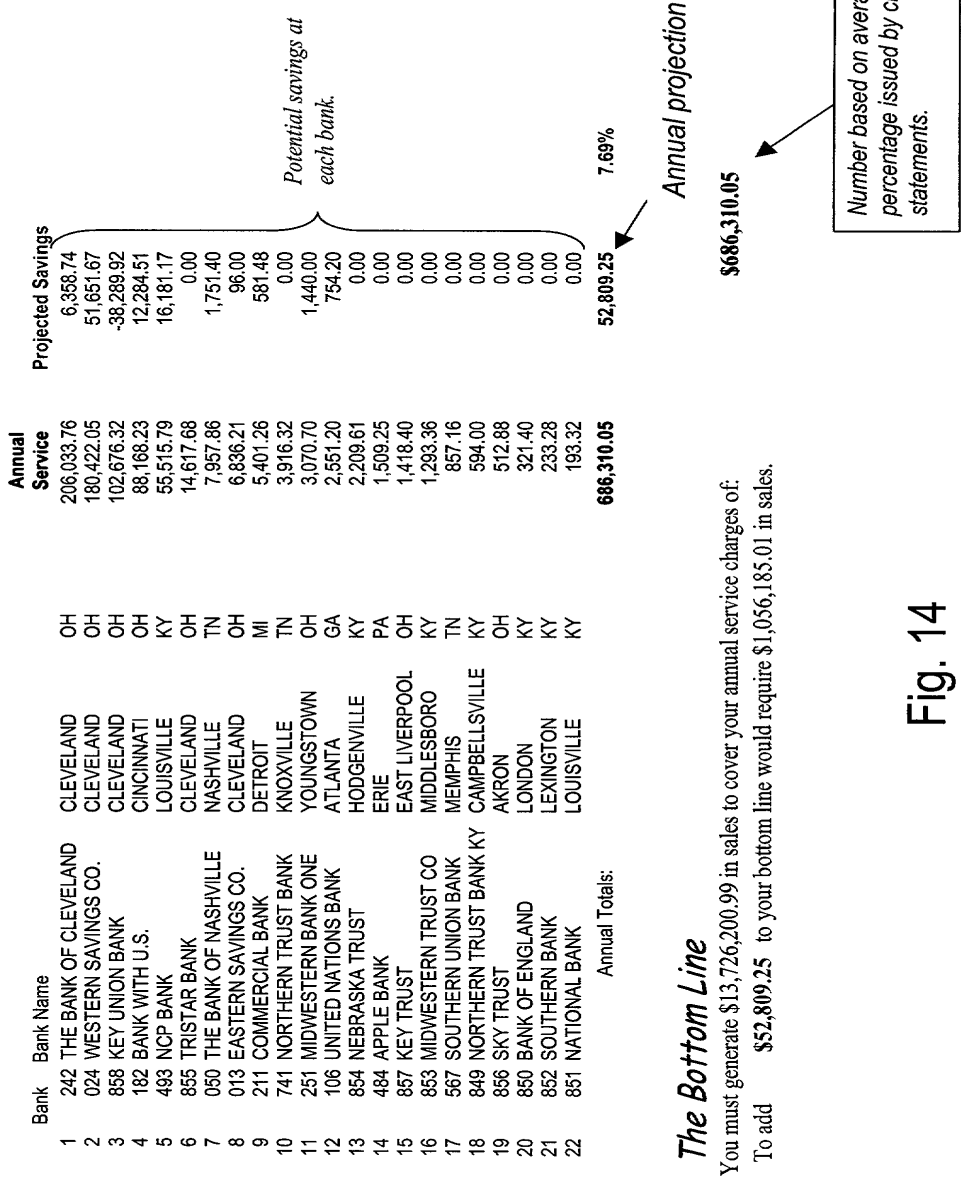 Annual
Bank Bank Name Service Projected Savings
1 242 THE BANK OF CLEVELAND CLEVELAND OH 206,033.76 6,358.74
2 024 WESTERN SAVINGS CO. CLEVELAND OH 180,422.05 51,651.67
3 858 KEY UNION BANK CLEVELAND OH 102,676.32 -38,289.92
4 182 BANK WITH U.S. CINCINNATI OH 88,168.23 12,284.51
5 493 NCP BANK LOUISVILLE KY 55,515.79 16,181.17
6 855 TRISTAR BANK CLEVELAND OH 14,617.68 0.00
7 050 THE BANK OF NASHVILLE NASHVILLE TN 7,957.86 1,751.40
8 013 EASTERN SAVINGS CO. CLEVELAND OH 6,836.21 96.00
9 211 COMMERCIAL BANK DETROIT MI 5,401.26 581.48
10 741 NORTHERN TRUST BANK KNOXVILLE TN 3,916.32 0.00
11 251 MIDWESTERN BANK ONE YOUNGSTOWN OH 3,070.70 1,440.00
12 106 UNITED NATIONS BANK ATLANTA GA 2,551.20 754.20
13 854 NEBRASKA TRUST HODGENVILLE KY 2,209.61 0.00
14 484 APPLE BANK ERIE PA 1,509.25 0.00
15 857 KEY TRUST EAST LIVERPOOL OH 1,418.40 0.00
16 853 MIDWESTERN TRUST CO MIDDLESBORO KY 1,293.36 0.00
17 567 SOUTHERN UNION BANK MEMPHIS TN 857.16 0.00
18 849 NORTHERN TRUST BANK KY CAMPBELLSVILLE KY 594.00 0.00
19 856 SKY TRUST AKRON OH 512.88 0.00
20 850 BANK OF ENGLAND LONDON KY 321.40 0.00
21 852 SOUTHERN BANK LEXINGTON KY 233.28 0.00
22 851 NATIONAL BANK LOUISVILLE KY 193.32 0.00
Potential savings at
each bank.
Annual Totals: 686,310.05 52,809.25 7.69%
Annual projection
The Bottom Line
You must generate $13,726,200.99 in sales to cover your annual service charges of: $686,310.05
To add $52,809.25 to your bottom line would require $1,056,185.01 in sales.
Number based on
percentage issued by
statements.
Fig. 14